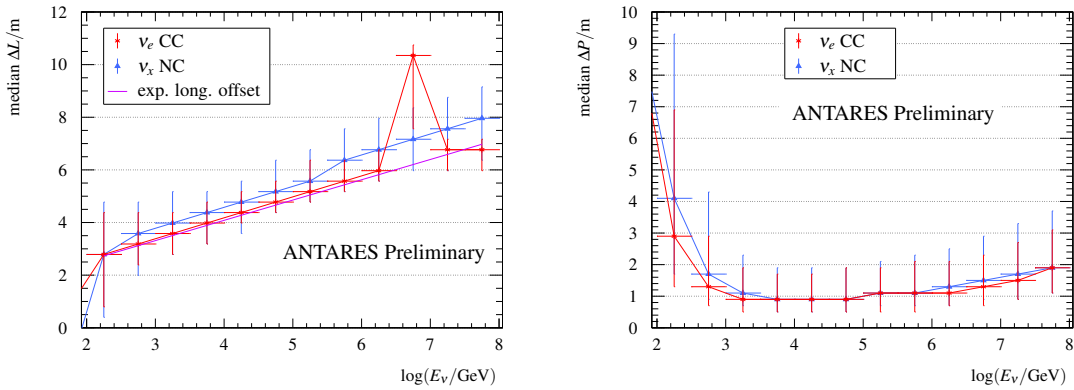 median ΔL/m
12
10
8
6
4
2
0
νe CC
νx NC
exp. long. offset
ANTARES Preliminary
2 3 4 5 6 7 8
log(Eν/GeV)
median ΔP/m
10
9
8
7
6
5
4
3
2
1
0
νe CC
νx NC
ANTARES Preliminary
2 3 4 5 6 7 8
log(Eν/GeV)